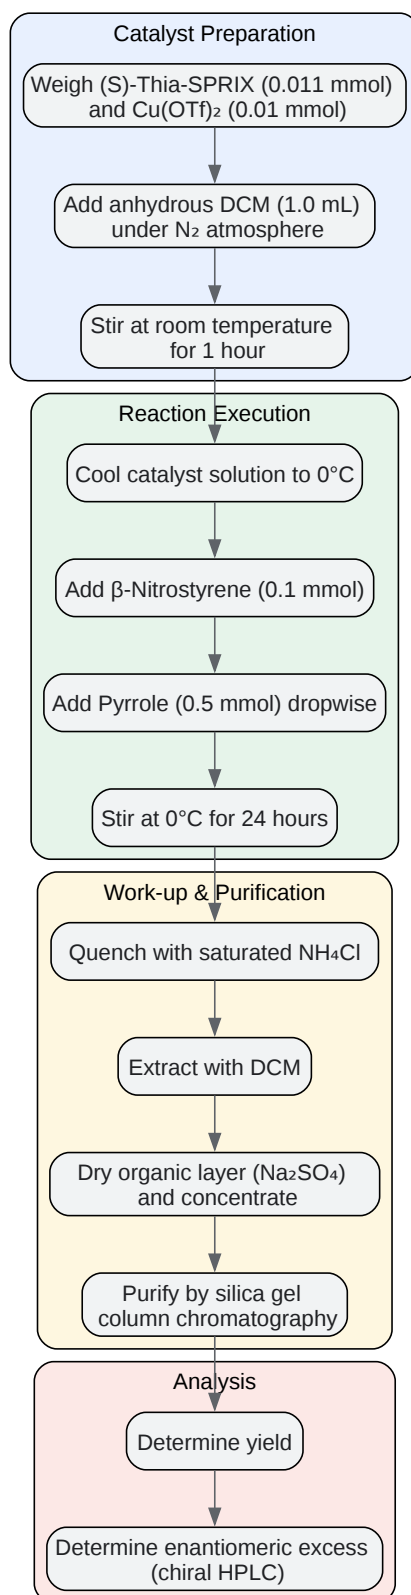 Catalyst Preparation
Weigh (S)-Thia-SPRIX (0.011 mmol)
and Cu(OTf)₂ (0.01 mmol)
Add anhydrous DCM (1.0 mL)
under N₂ atmosphere
Stir at room temperature
for 1 hour
Reaction Execution
Cool catalyst solution to 0°C
Add β-Nitrostyrene (0.1 mmol)
Add Pyrrole (0.5 mmol) dropwise
Stir at 0°C for 24 hours
Work-up & Purification
Quench with saturated NH₄Cl
Extract with DCM
Dry organic layer (Na₂SO₄)
and concentrate
Purify by silica gel
column chromatography
Analysis
Determine yield
Determine enantiomeric excess
(chiral HPLC)